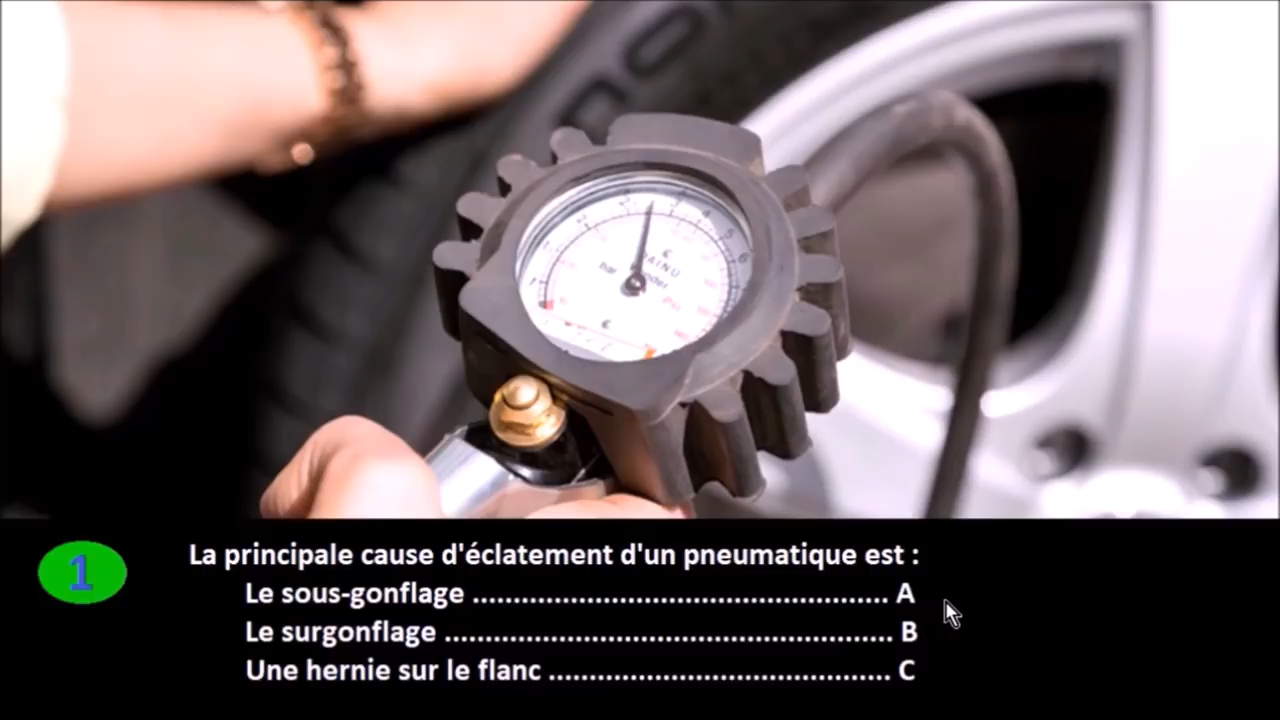 1
La principale cause d'éclatement d'un pneumatique est :
Le sous-gonflage ................................................... A
Le surgonflage ....................................................... B
Une hernie sur le flanc .......................................... C